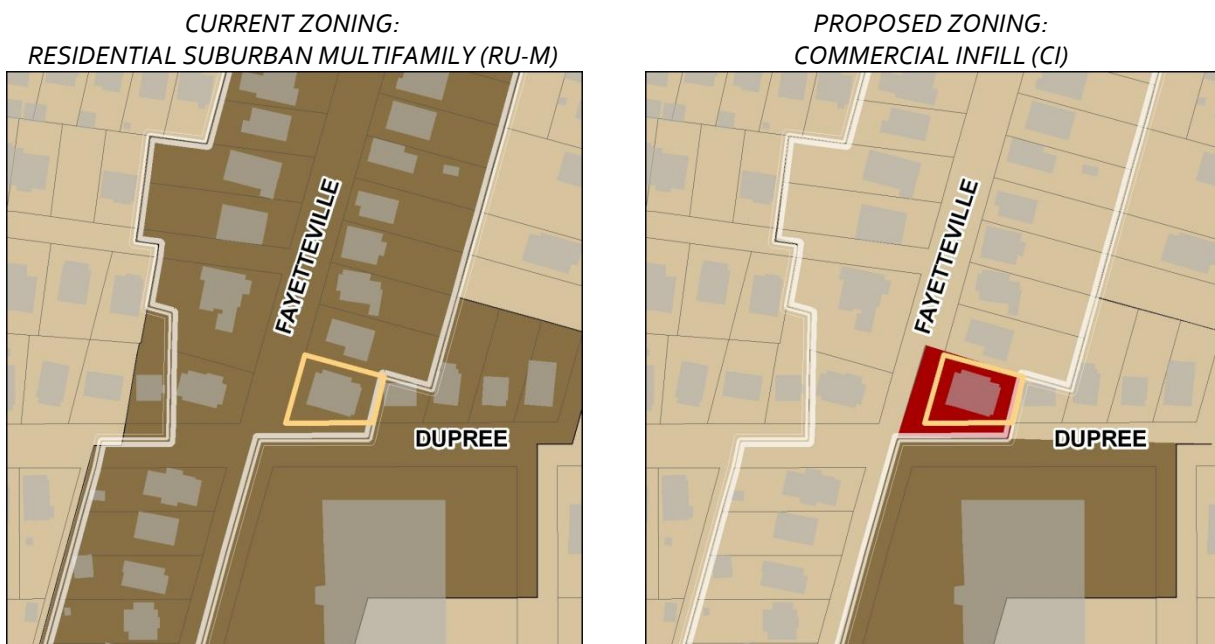 CURRENT ZONING:
RESIDENTIAL SUBURBAN MULTIFAMILY (RU-M)
FAYETTEVILLE
DUPREE
PROPOSED ZONING:
COMMERCIAL INFILL (CI)
FAYETTEVILLE
DUPREE